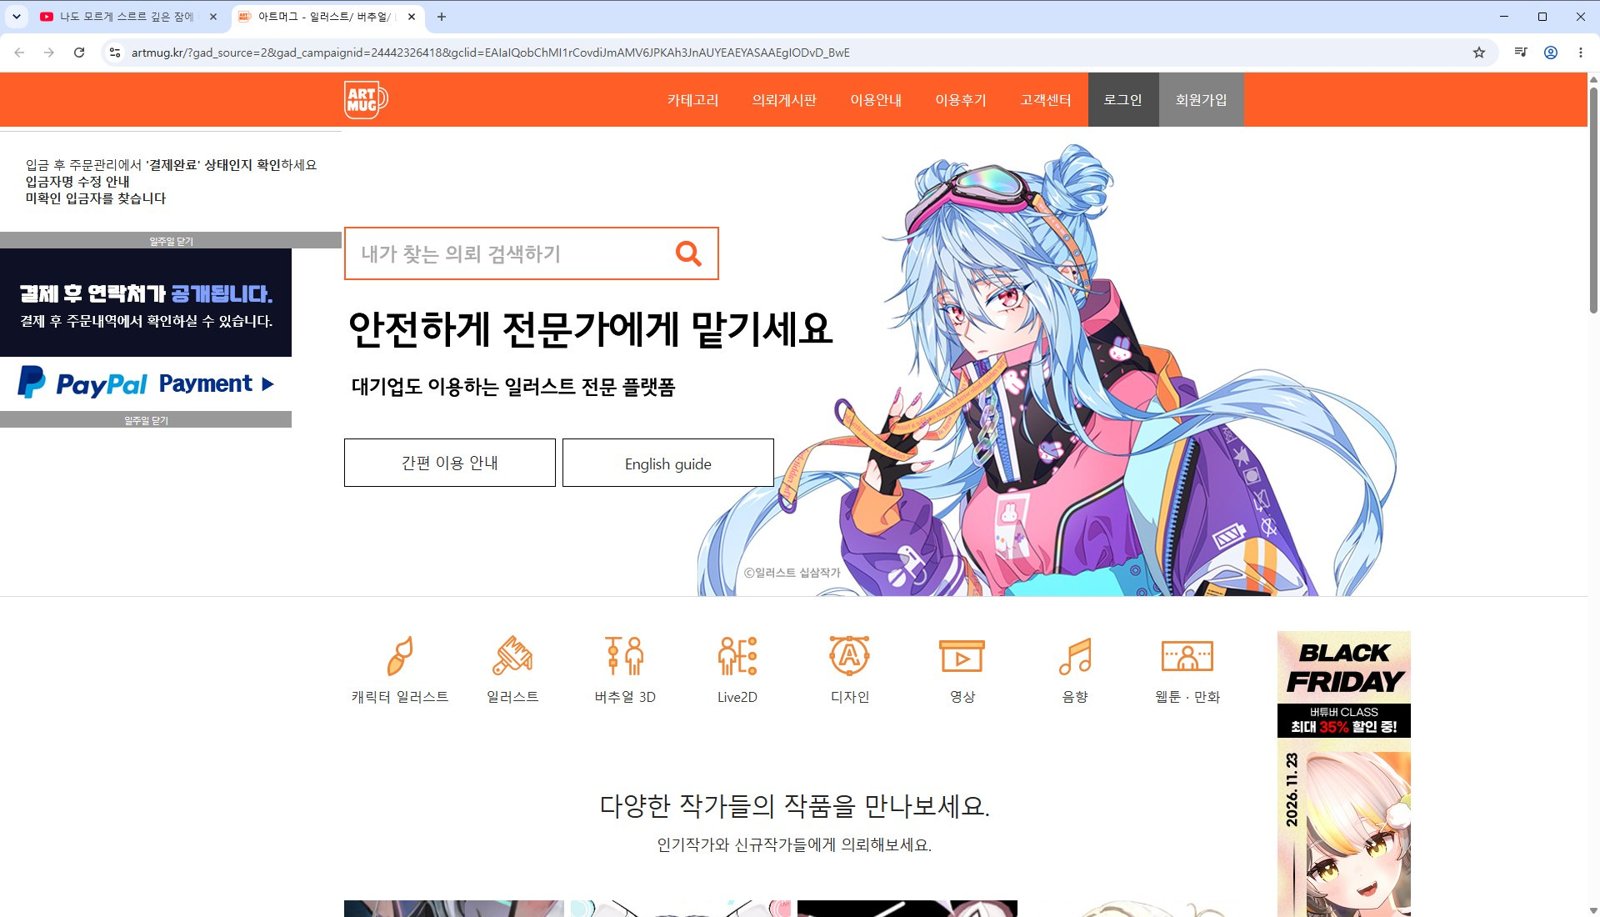 나도 모르게 스르르 깊은 잠에
아트머그 - 일러스트/ 버추얼/
artmug.kr/?gad_source=2&gad_campaignid=24442326418&gclid=EAIaIQobChMI1rCovdiJmAMV6JPKAh3JnAUYEAEYASAAEgIODvD_BwE
ART
MUG
카테고리
의뢰게시판
이용안내
이용후기
고객센터
로그인
회원가입
입금 후 주문관리에서 '결제완료' 상태인지 확인하세요
입금자명 수정 안내
미확인 입금자를 찾습니다
일주일 닫기
결제 후 연락처가 공개됩니다.
결제 후 주문내역에서 확인하실 수 있습니다.
PayPal Payment ▶
일주일 닫기
내가 찾는 의뢰 검색하기
안전하게 전문가에게 맡기세요
대기업도 이용하는 일러스트 전문 플랫폼
간편 이용 안내
English guide
ⓒ일러스트 십삼작가
캐릭터 일러스트
일러스트
버추얼 3D
Live2D
디자인
영상
음향
웹툰 · 만화
BLACK
FRIDAY
버튜버 CLASS
최대 35% 할인 중!
2026. 11. 23
다양한 작가들의 작품을 만나보세요.
인기작가와 신규작가들에게 의뢰해보세요.